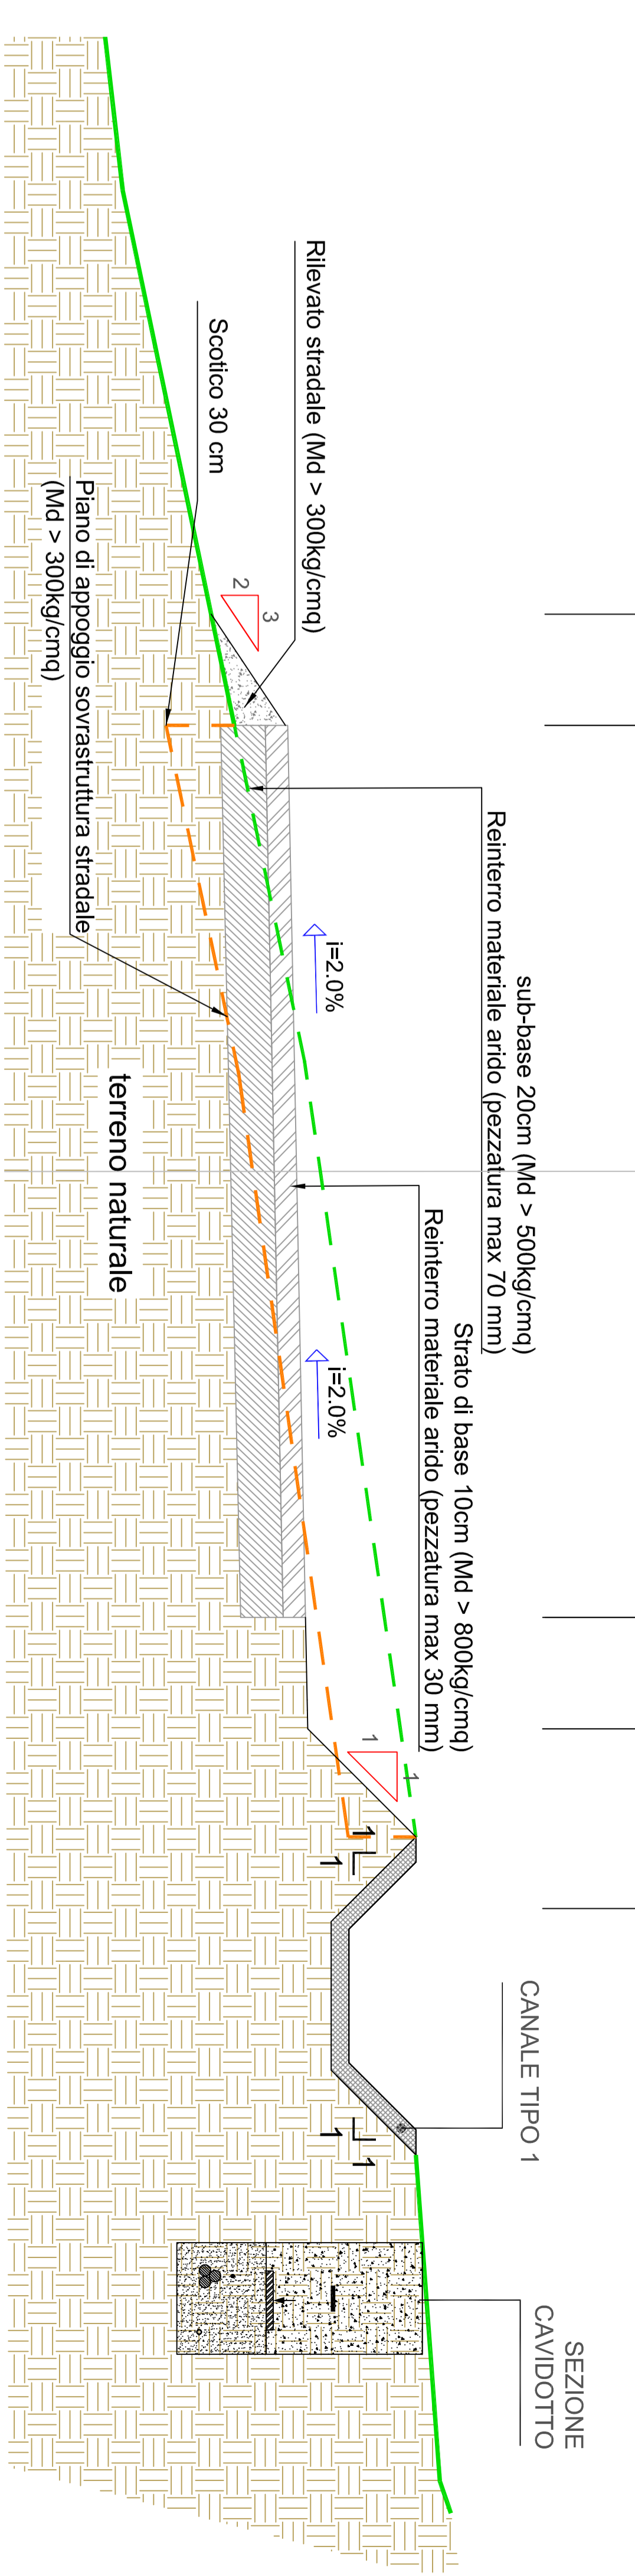 Rilevato stradale (Md > 300kg/cmq)
Scotico 30 cm
Piano di appoggio sovrastruttura stradale
(Md > 300kg/cmq)
2
3
sub-base 20cm (Md > 500kg/cmq)
Reinterro materiale arido (pezzatura max 70 mm)
i=2.0%
terreno naturale
Strato di base 10cm (Md > 800kg/cmq)
Reinterro materiale arido (pezzatura max 30 mm)
i=2.0%
1
1
1
1
CANALE TIPO 1
1
1
SEZIONE
CAVIDOTTO